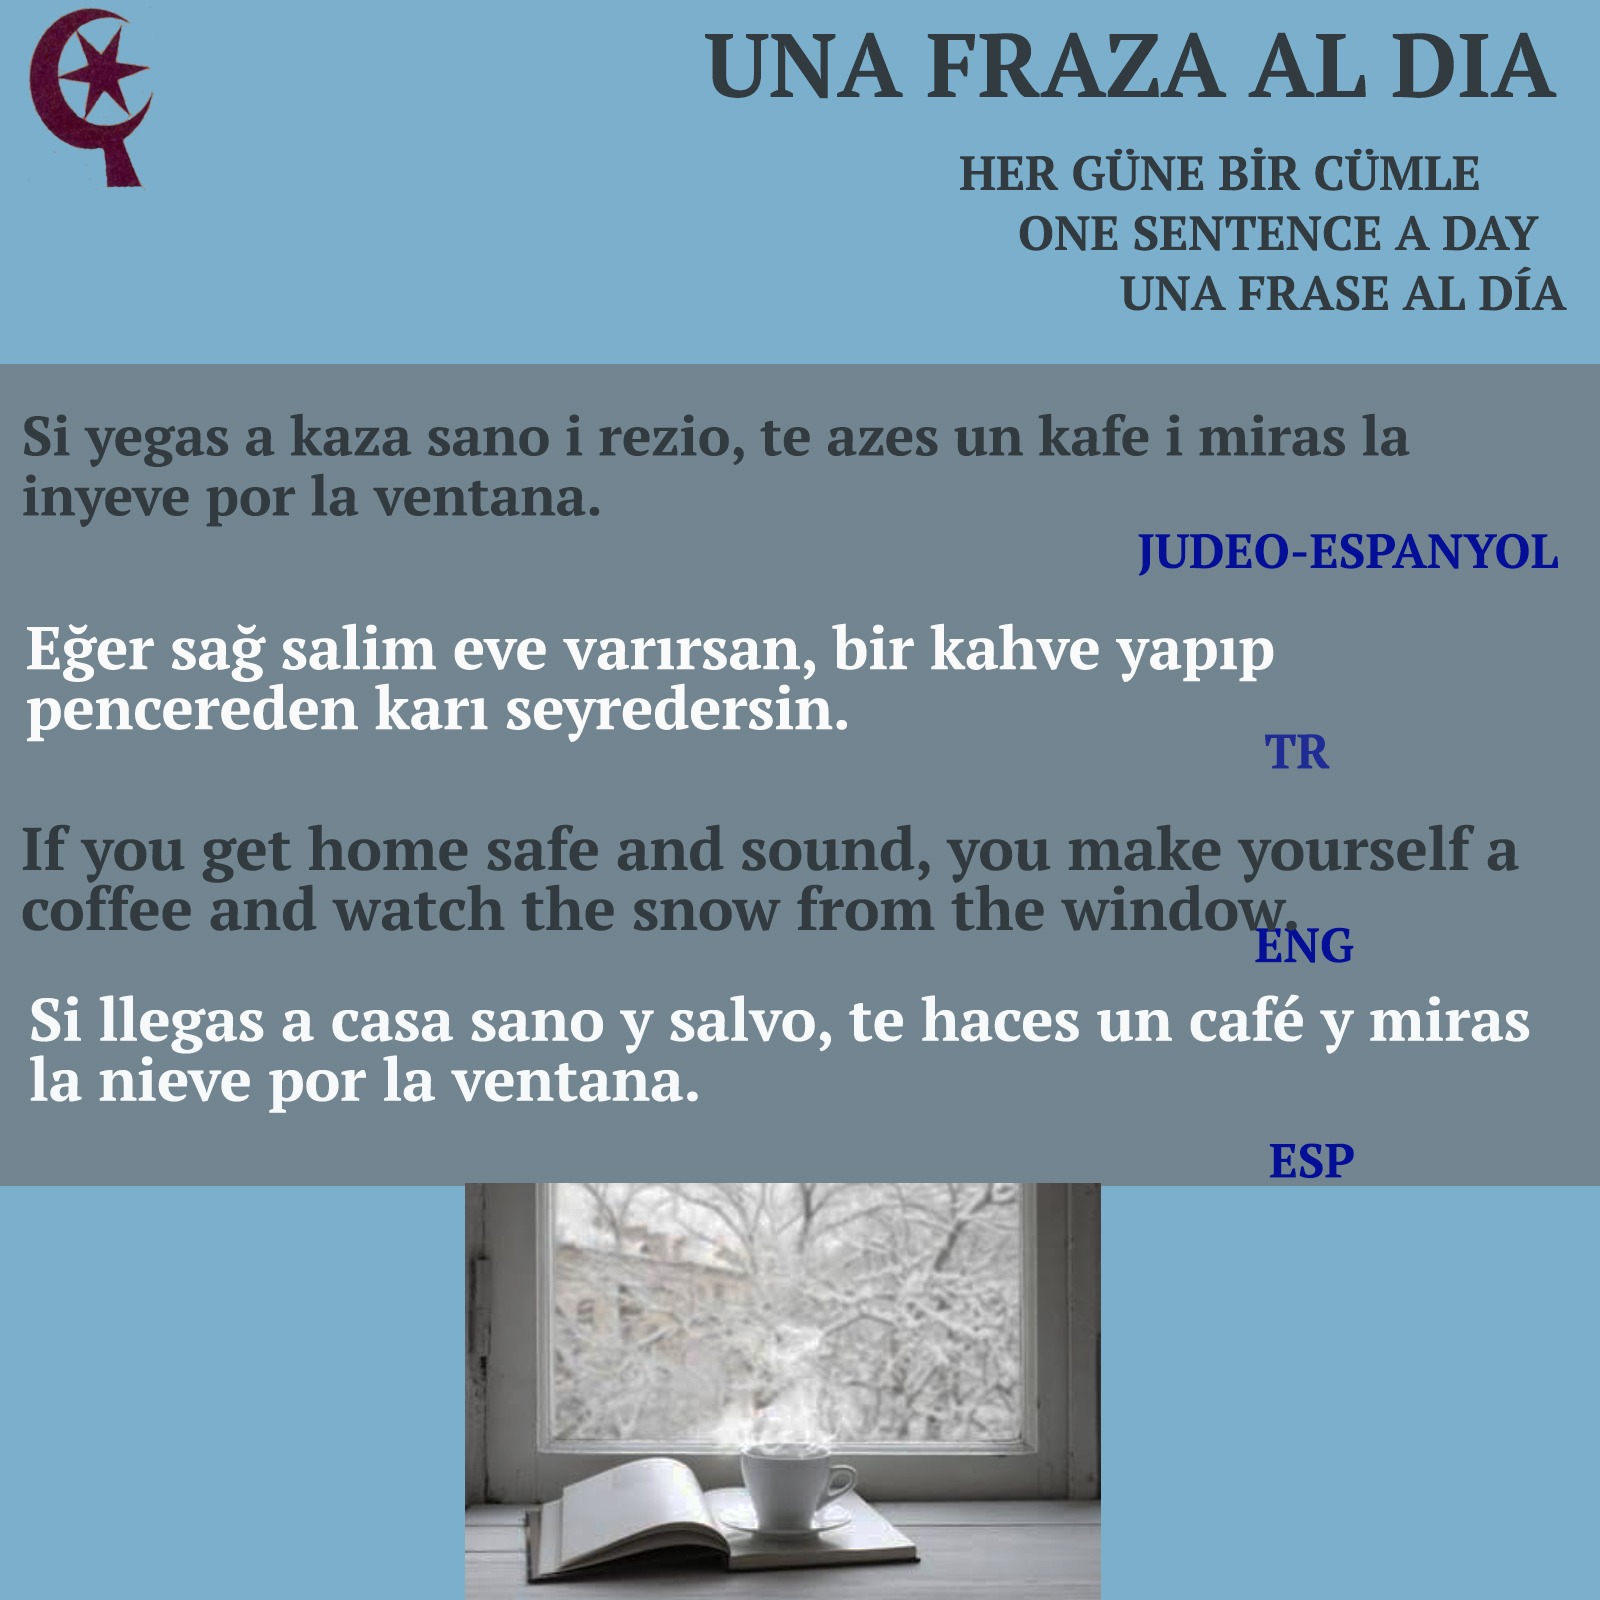 UNA FRAZA AL DIA
HER GÜNE BİR CÜMLE
ONE SENTENCE A DAY
UNA FRASE AL DÍA
Si yegas a kaza sano i rezio, te azes un kafe i miras la
inyeve por la ventana.
JUDEO-ESPANYOL
Eğer sağ salim eve varırsan, bir kahve yapıp
pencereden karı seyredersin.
TR
If you get home safe and sound, you make yourself a
coffee and watch the snow from the window.
ENG
Si llegas a casa sano y salvo, te haces un café y miras
la nieve por la ventana.
ESP